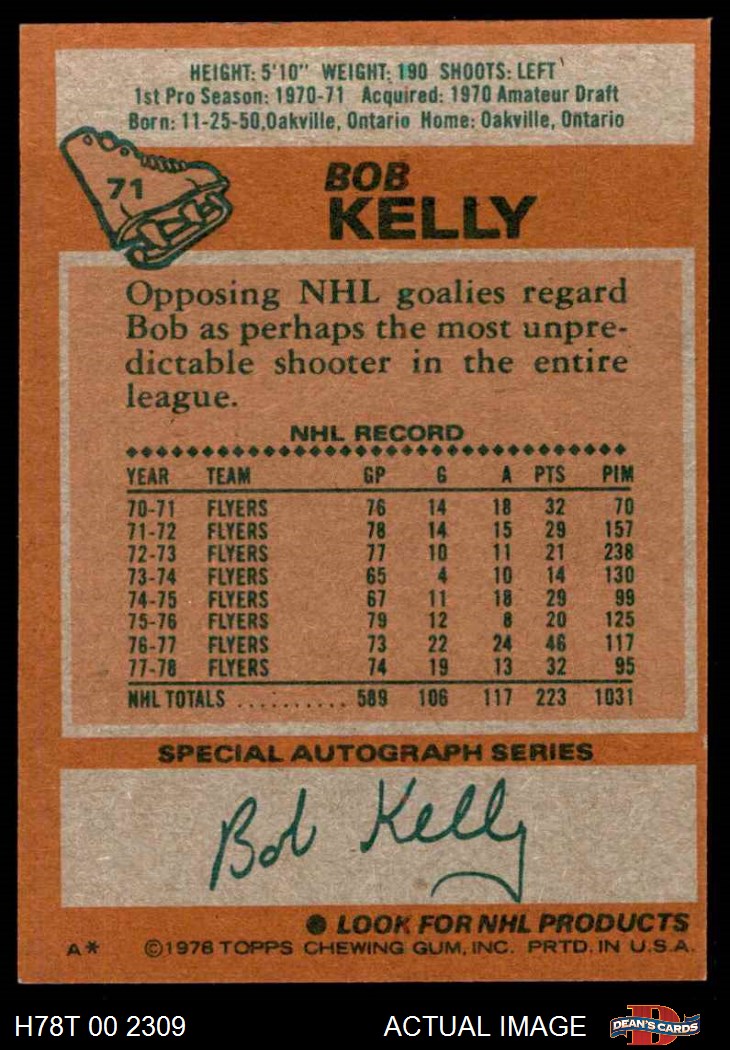 HEIGHT: 5'10" WEIGHT: 190 SHOOTS: LEFT
1st Pro Season: 1970-71 Acquired: 1970 Amateur Draft
Born: 11-25-50,Oakville, Ontario Home: Oakville, Ontario
71
BOB
KELLY
Opposing NHL goalies regard
Bob as perhaps the most unpre-
dictable shooter in the entire
league.
NHL RECORD
YEAR TEAM GP G A PTS PIM
70-71 FLYERS 76 14 18 32 70
71-72 FLYERS 78 14 15 29 157
72-73 FLYERS 77 10 11 21 238
73-74 FLYERS 65 4 10 14 130
74-75 FLYERS 67 11 18 29 99
75-76 FLYERS 79 12 8 20 125
76-77 FLYERS 73 22 24 46 117
77-78 FLYERS 74 19 13 32 95
NHL TOTALS .......... 589 106 117 223 1031
SPECIAL AUTOGRAPH SERIES
Bob Kelly
● LOOK FOR NHL PRODUCTS
A* ©1978 TOPPS CHEWING GUM, INC. PRTD. IN U.S.A.
H78T 00 2309 ACTUAL IMAGE DEAN'S CARDS